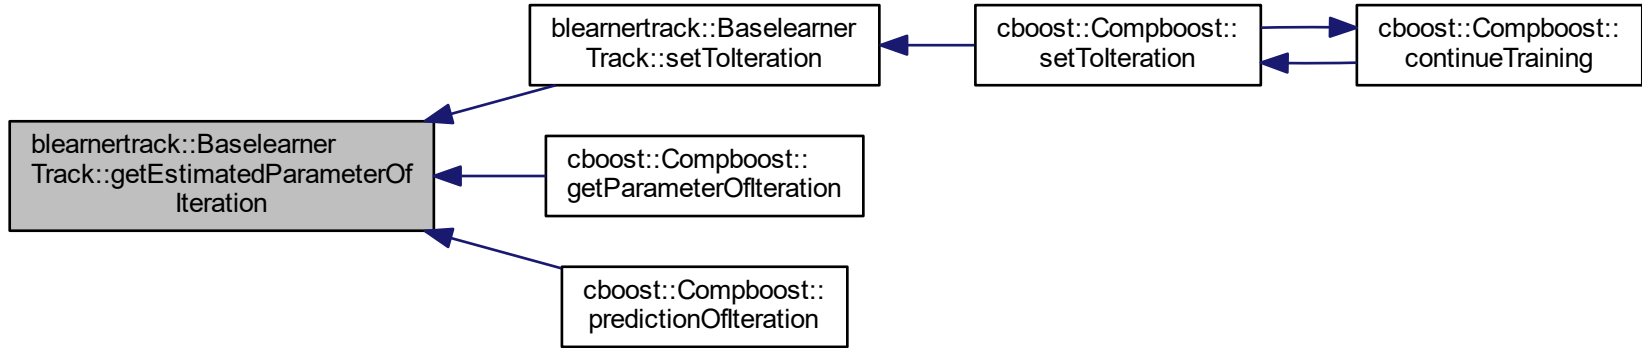 blearnertrack::Baselearner
Track::getEstimatedParameterOf
Iteration
blearnertrack::Baselearner
Track::setToIteration
cboost::Compboost::
setToIteration
cboost::Compboost::
continueTraining
cboost::Compboost::
getParameterOfIteration
cboost::Compboost::
predictionOfIteration